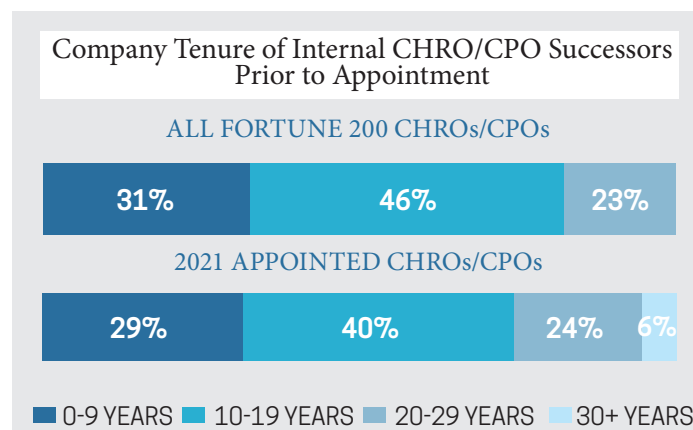 Company Tenure of Internal CHRO/CPO Successors
Prior to Appointment
ALL FORTUNE 200 CHROs/CPOs
31% 46% 23%
2021 APPOINTED CHROs/CPOs
29% 40% 24% 6%
0-9 YEARS 10-19 YEARS 20-29 YEARS 30+ YEARS